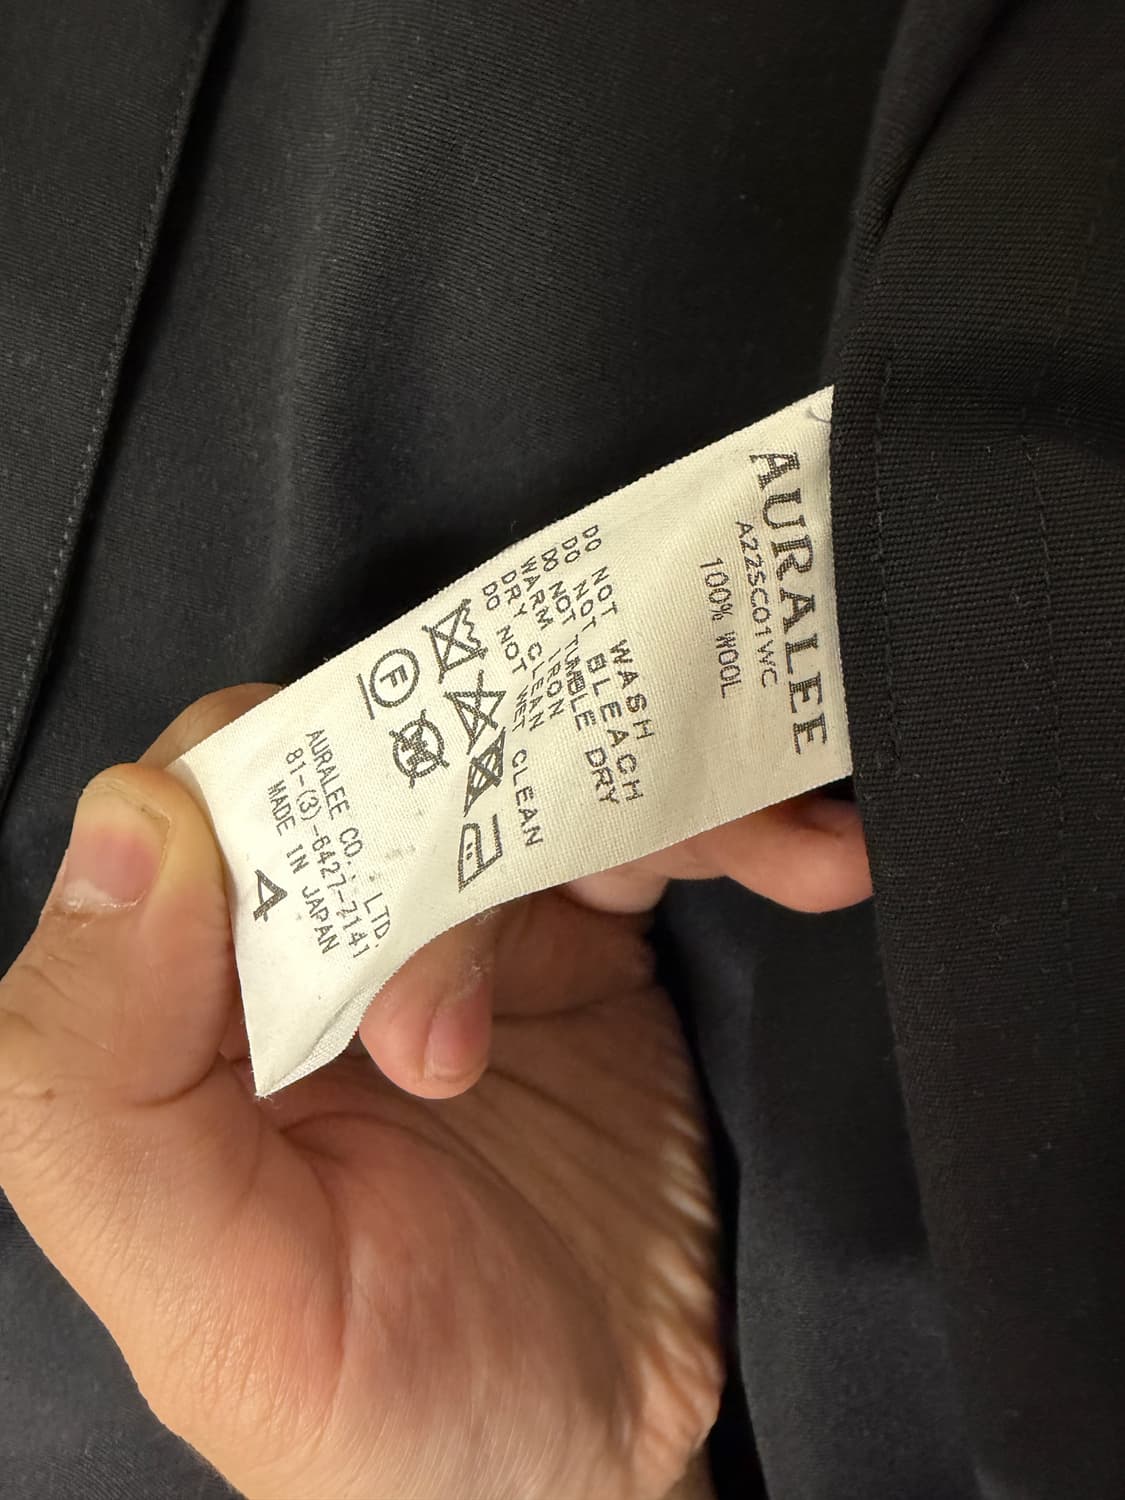 AURALEE
A22SC01WC
100% WOOL
DO NOT WASH
DO NOT BLEACH
DO NOT TUMBLE DRY
WARM IRON
DRY CLEAN
DO NOT WET CLEAN
F
AURALEE CO., LTD.
81-(3)-6427-7141
MADE IN JAPAN
4